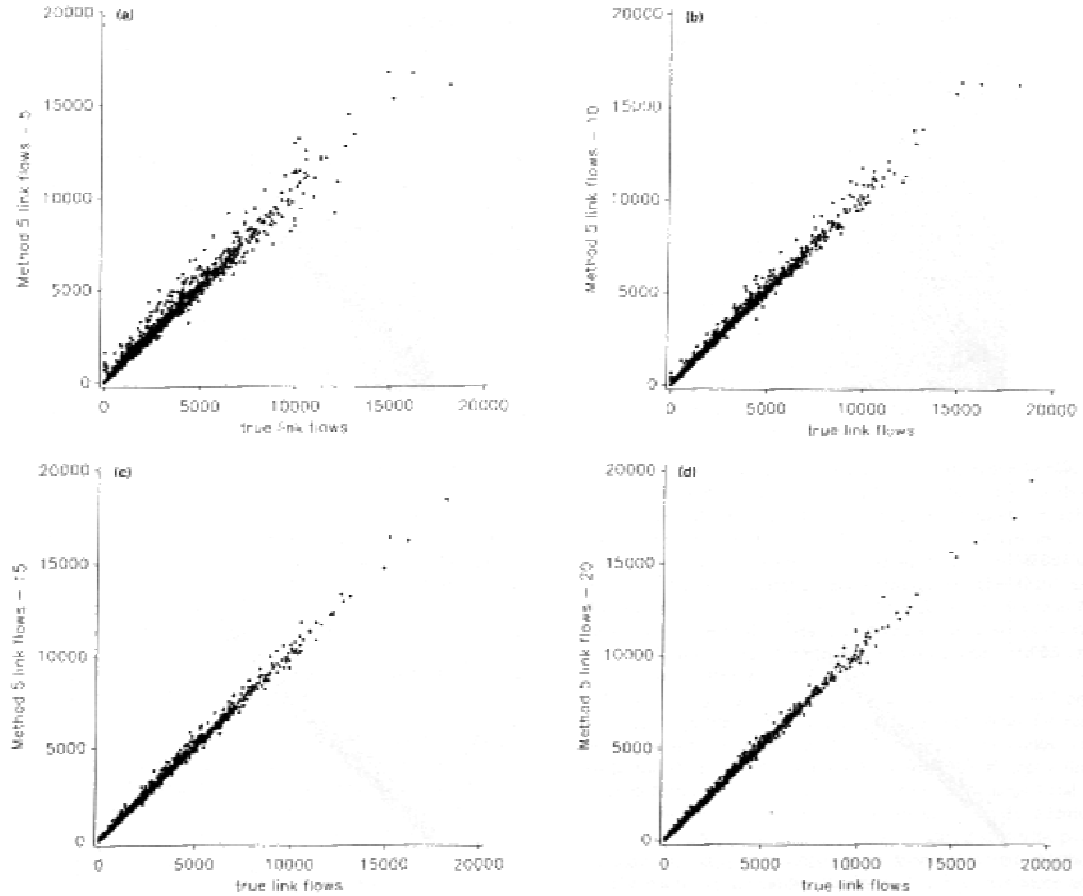 (a)
20000
15000
10000
5000
0
Method 5 link flows - 5
0 5000 10000 15000 20000
true link flows
(b)
20000
15000
10000
5000
0
Method 5 link flows - 10
0 5000 10000 15000 20000
true link flows
(c)
20000
15000
10000
5000
0
Method 5 link flows - 15
0 5000 10000 15000 20000
true link flows
(d)
20000
15000
10000
5000
0
Method 5 link flows - 20
0 5000 10000 15000 20000
true link flows